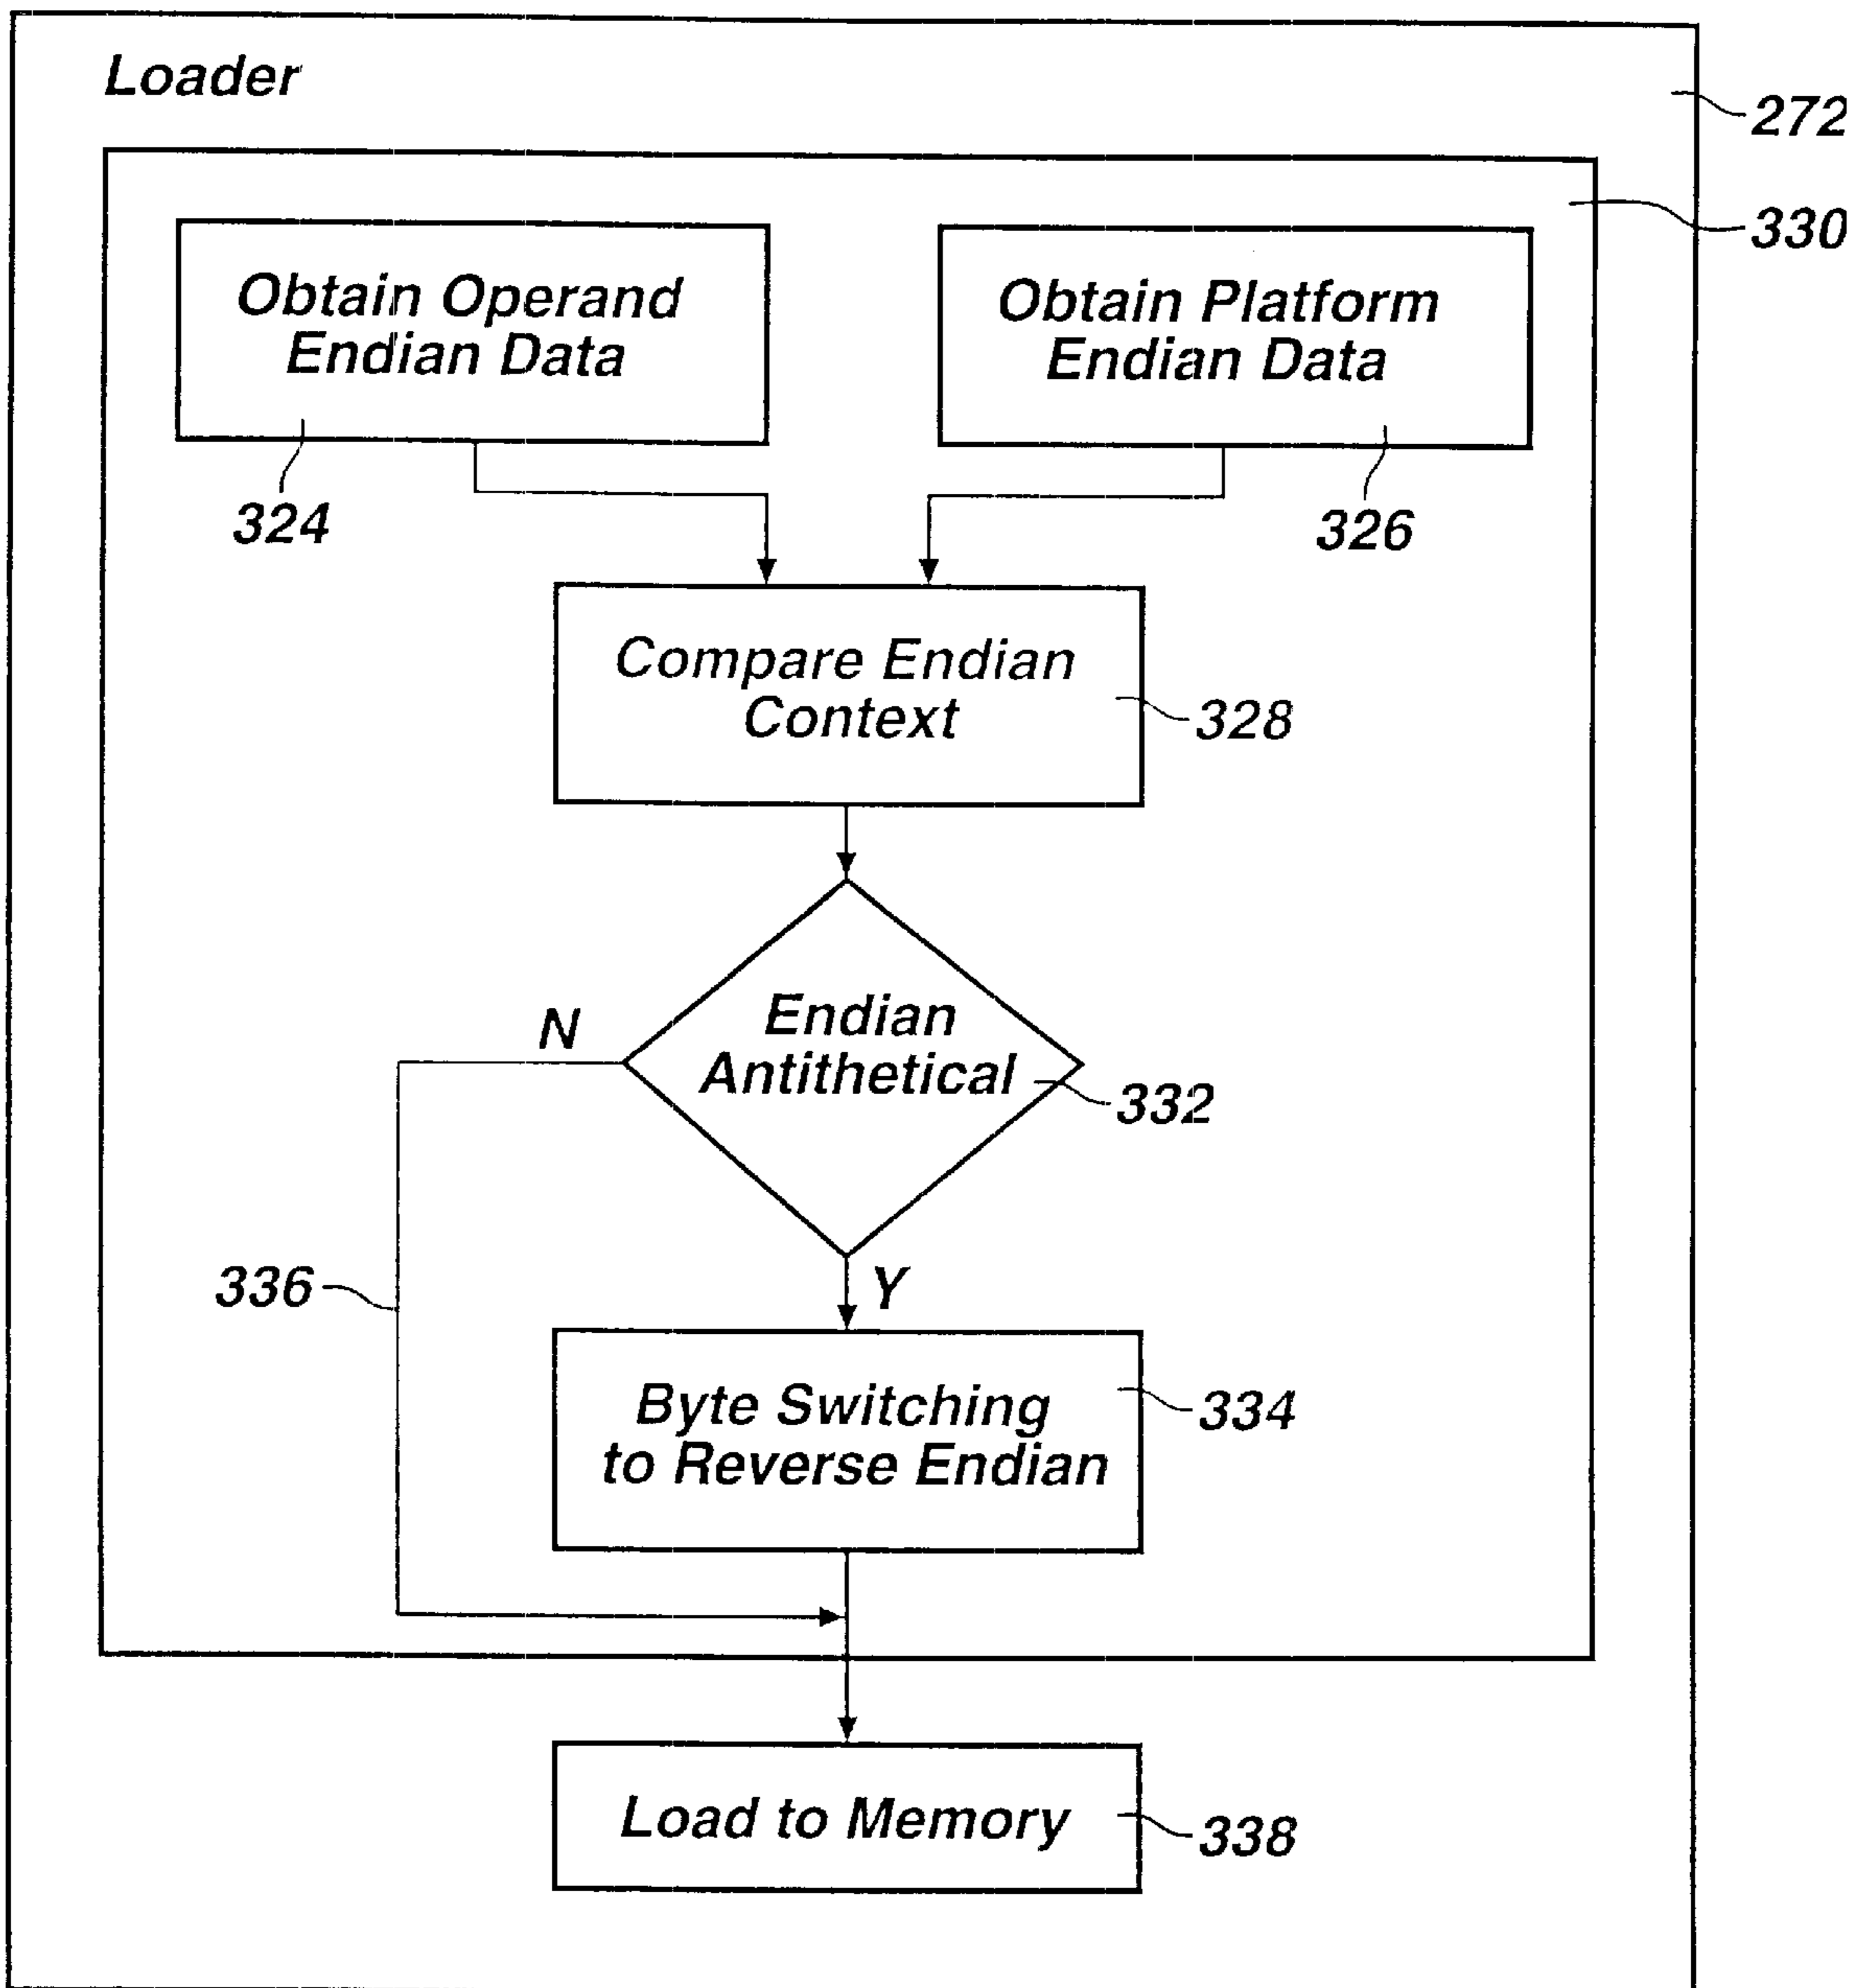 Loader
272
330
Obtain Operand
Endian Data
324
Obtain Platform
Endian Data
326
Compare Endian
Context
328
Endian
Antithetical
332
N
336
Y
Byte Switching
to Reverse Endian
334
Load to Memory
338